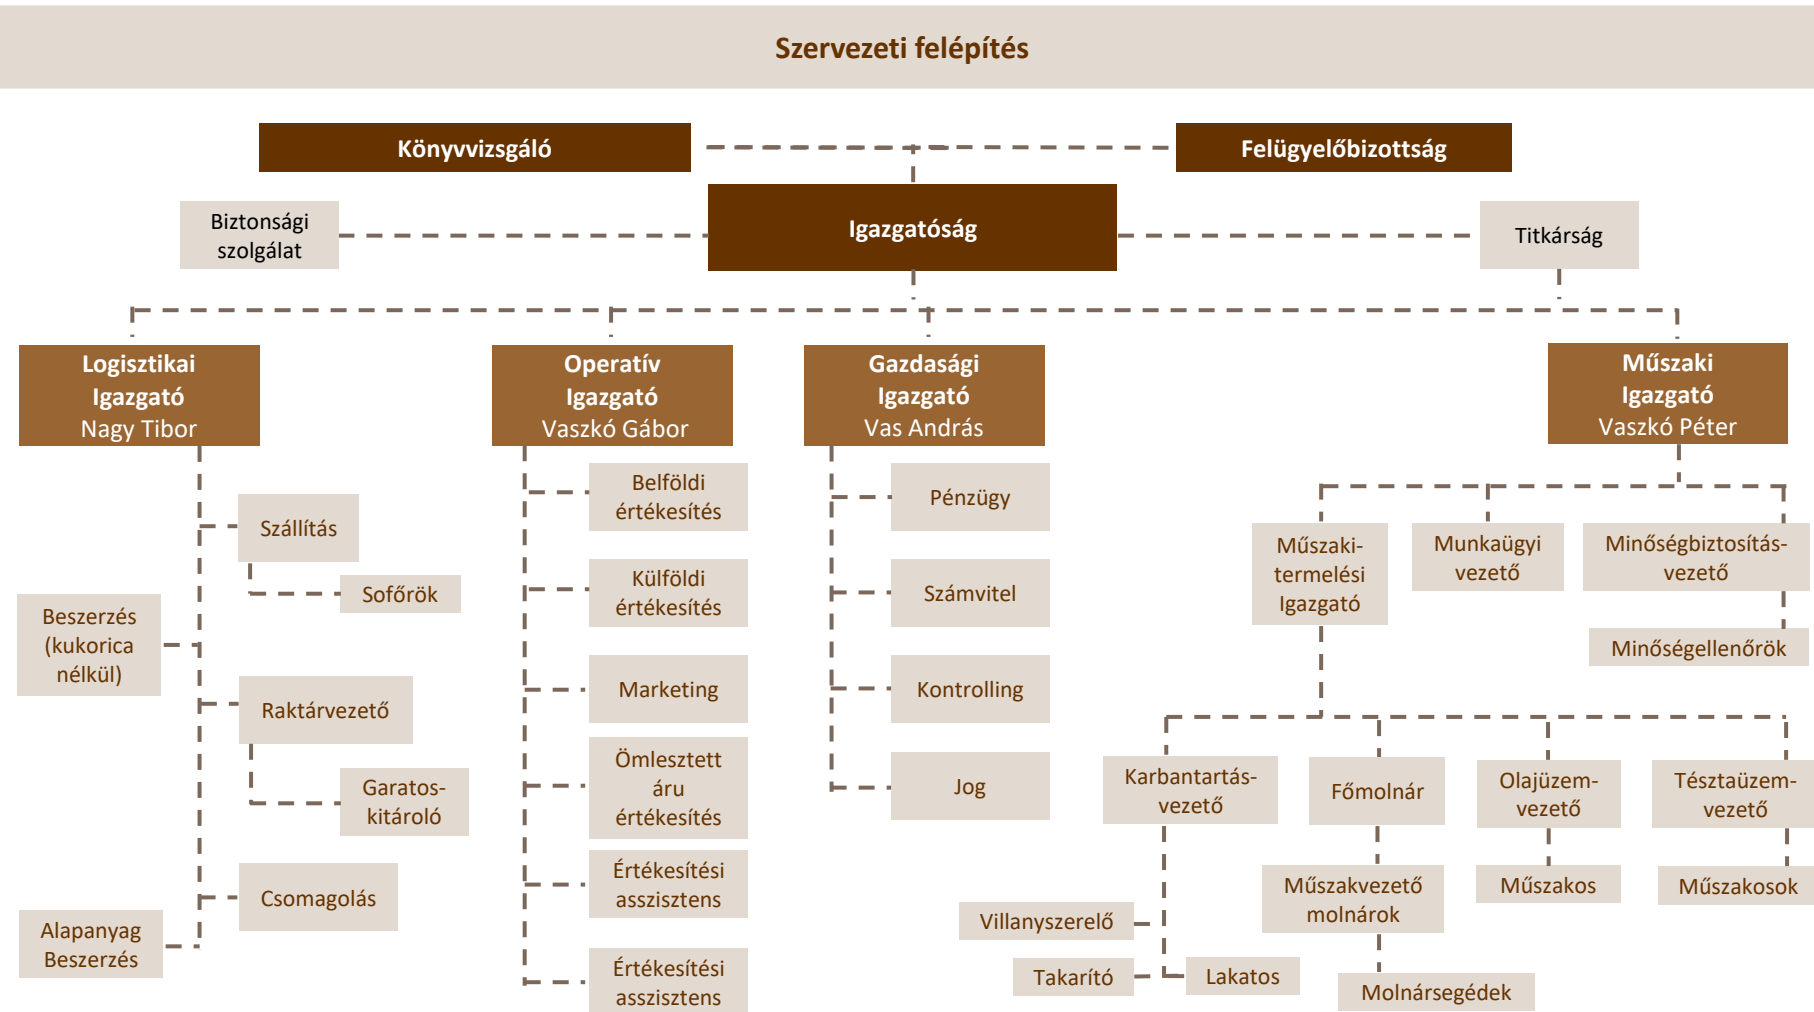 Szervezeti felépítés
Könyvvizsgáló
Felügyelőbizottság
Biztonsági
szolgálat
Igazgatóság
Titkárság
Logisztikai
Igazgató
Nagy Tibor
Operatív
Igazgató
Vaszkó Gábor
Gazdasági
Igazgató
Vas András
Műszaki
Igazgató
Vaszkó Péter
Szállítás
Sofőrök
Beszerzés
(kukorica
nélkül)
Raktárvezető
Garatos-
kitároló
Csomagolás
Alapanyag
Beszerzés
Belföldi
értékesítés
Külföldi
értékesítés
Marketing
Ömlesztett
áru
értékesítés
Értékesítési
asszisztens
Értékesítési
asszisztens
Pénzügy
Számvitel
Kontrolling
Jog
Műszaki-
termelési
Igazgató
Munkaügyi
vezető
Minőségbiztosítás-
vezető
Minőségellenőrök
Karbantartás-
vezető
Főmolnár
Olajüzem-
vezető
Tésztaüzem-
vezető
Villanyszerelő
Takarító
Lakatos
Műszakvezető
molnárok
Molnársegédek
Műszakos
Műszakosok